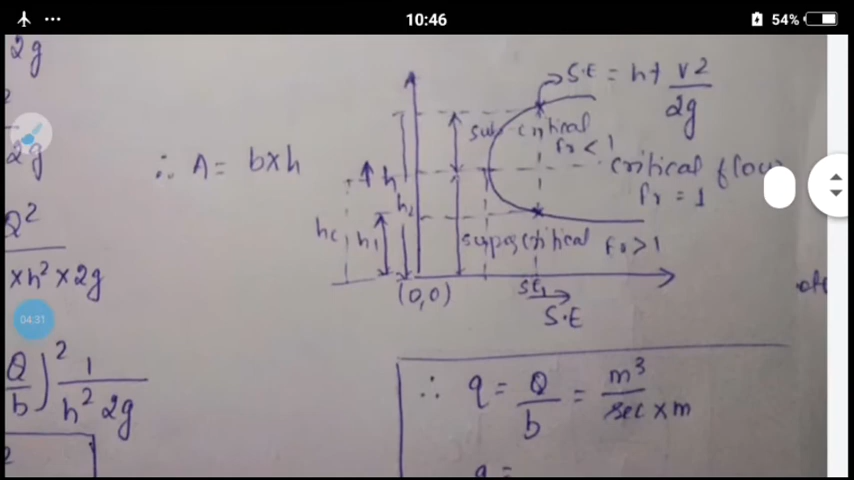 10:46
54%
2g
S.E = h + v2/2g
2g
∴ A = b×h
sub-critical
fr < 1
critical flow
fr = 1
h
h2
hc
h1
supercritical fr > 1
(0,0)
SE1
S.E
Q2
×h2 × 2g
04:31
(Q/b)2 1/h2 2g
∴ q = Q/b = m3/sec × m
q =
2